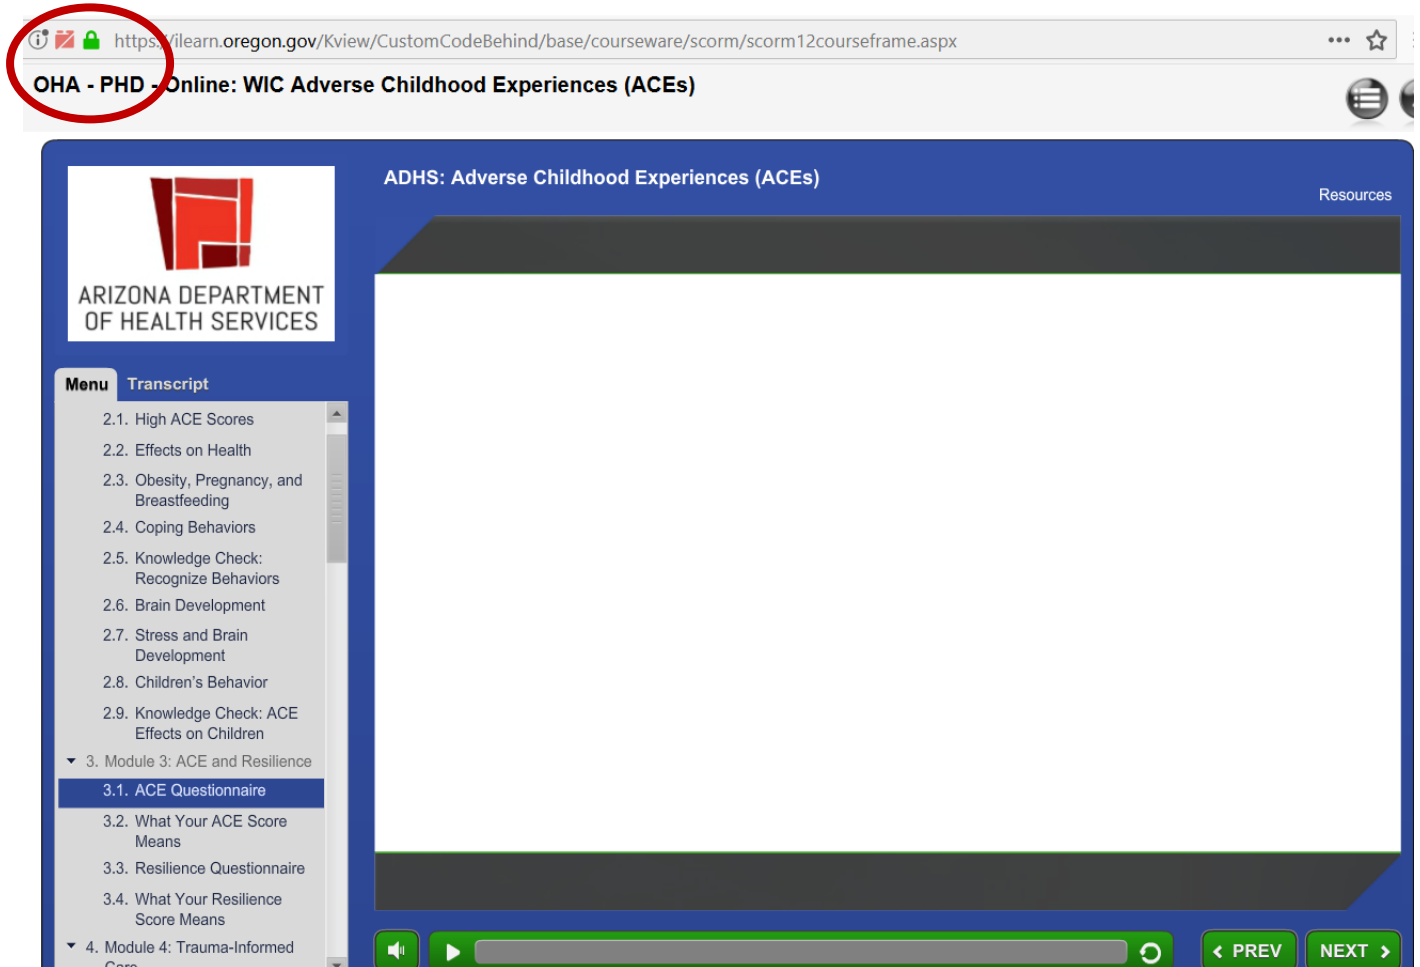 https://ilearn.oregon.gov/Kview/CustomCodeBehind/base/courseware/scorm/scorm12courseframe.aspx
OHA - PHD - Online: WIC Adverse Childhood Experiences (ACEs)
ARIZONA DEPARTMENT
OF HEALTH SERVICES
ADHS: Adverse Childhood Experiences (ACEs)
Resources
Menu Transcript
2.1. High ACE Scores
2.2. Effects on Health
2.3. Obesity, Pregnancy, and
Breastfeeding
2.4. Coping Behaviors
2.5. Knowledge Check:
Recognize Behaviors
2.6. Brain Development
2.7. Stress and Brain
Development
2.8. Children's Behavior
2.9. Knowledge Check: ACE
Effects on Children
3. Module 3: ACE and Resilience
3.1. ACE Questionnaire
3.2. What Your ACE Score
Means
3.3. Resilience Questionnaire
3.4. What Your Resilience
Score Means
4. Module 4: Trauma-Informed
Care
PREV
NEXT